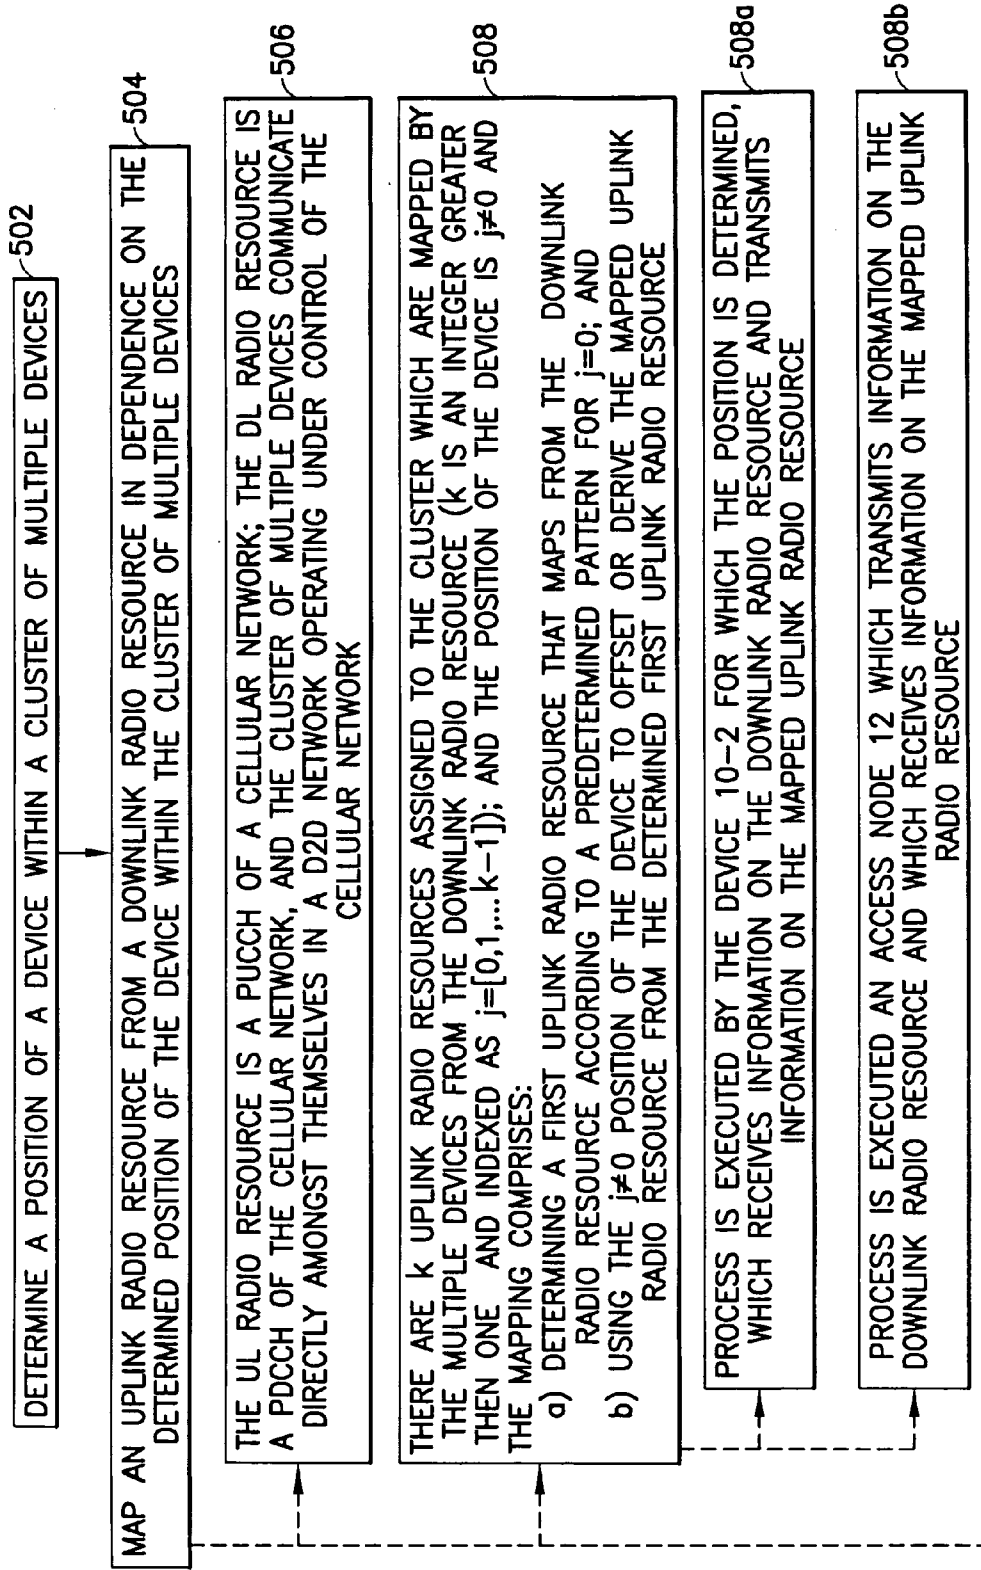 DETERMINE A POSITION OF A DEVICE WITHIN A CLUSTER OF MULTIPLE DEVICES
502
MAP AN UPLINK RADIO RESOURCE FROM A DOWNLINK RADIO RESOURCE IN DEPENDENCE ON THE
DETERMINED POSITION OF THE DEVICE WITHIN THE CLUSTER OF MULTIPLE DEVICES
504
THE UL RADIO RESOURCE IS A PUCCH OF A CELLULAR NETWORK; THE DL RADIO RESOURCE IS
A PDCCH OF THE CELLULAR NETWORK, AND THE CLUSTER OF MULTIPLE DEVICES COMMUNICATE
DIRECTLY AMONGST THEMSELVES IN A D2D NETWORK OPERATING UNDER CONTROL OF THE
CELLULAR NETWORK
506
THERE ARE k UPLINK RADIO RESOURCES ASSIGNED TO THE CLUSTER WHICH ARE MAPPED BY
THE MULTIPLE DEVICES FROM THE DOWNLINK RADIO RESOURCE (k IS AN INTEGER GREATER
THEN ONE AND INDEXED AS j=[0,1,...k-1]); AND THE POSITION OF THE DEVICE IS j≠0 AND
THE MAPPING COMPRISES:
a) DETERMINING A FIRST UPLINK RADIO RESOURCE THAT MAPS FROM THE DOWNLINK
RADIO RESOURCE ACCORDING TO A PREDETERMINED PATTERN FOR j=0; AND
b) USING THE j≠0 POSITION OF THE DEVICE TO OFFSET OR DERIVE THE MAPPED UPLINK
RADIO RESOURCE FROM THE DETERMINED FIRST UPLINK RADIO RESOURCE
508
PROCESS IS EXECUTED BY THE DEVICE 10-2 FOR WHICH THE POSITION IS DETERMINED,
WHICH RECEIVES INFORMATION ON THE DOWNLINK RADIO RESOURCE AND TRANSMITS
INFORMATION ON THE MAPPED UPLINK RADIO RESOURCE
508a
PROCESS IS EXECUTED AN ACCESS NODE 12 WHICH TRANSMITS INFORMATION ON THE
DOWNLINK RADIO RESOURCE AND WHICH RECEIVES INFORMATION ON THE MAPPED UPLINK
RADIO RESOURCE
508b